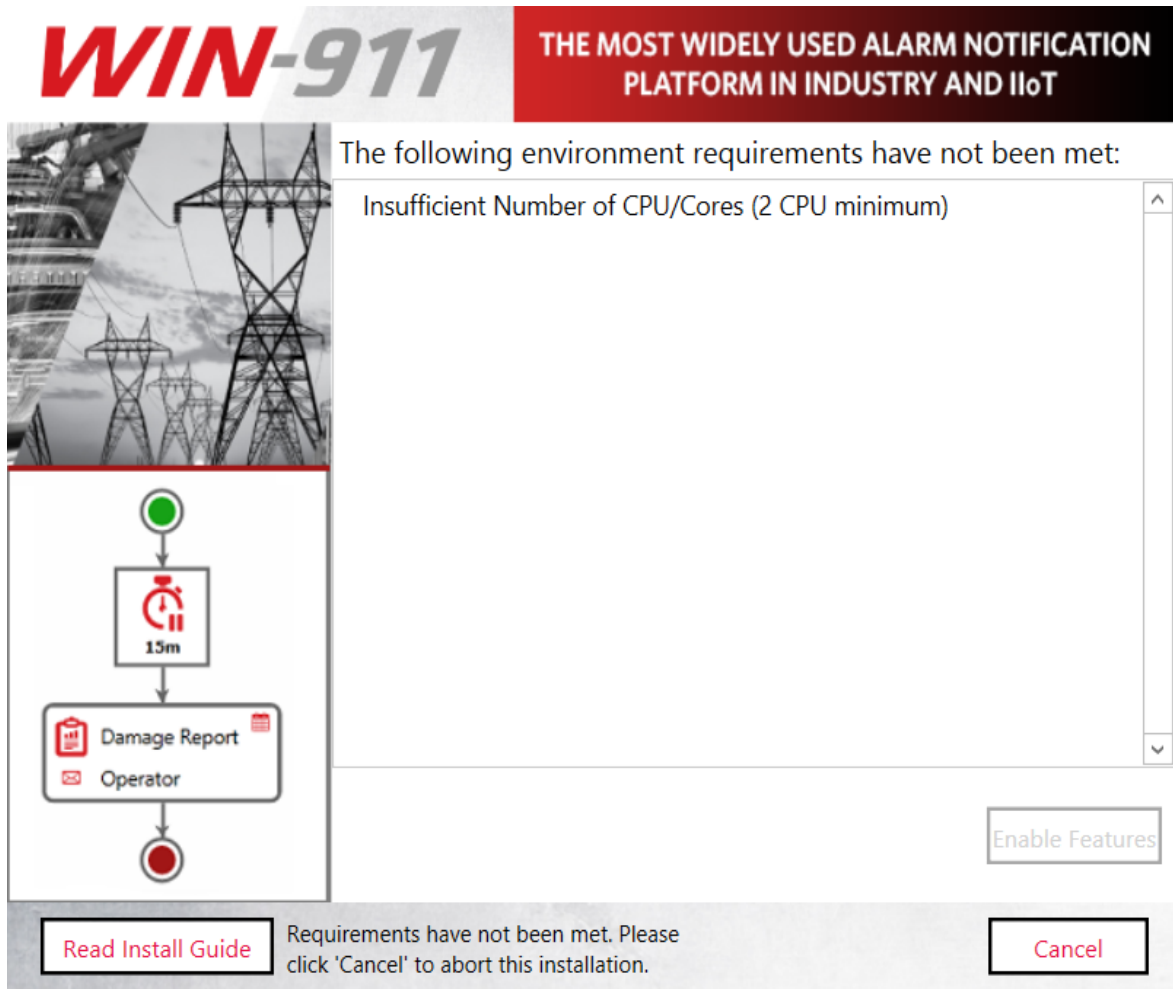 WIN-911
THE MOST WIDELY USED ALARM NOTIFICATION
PLATFORM IN INDUSTRY AND IIoT
The following environment requirements have not been met:
Insufficient Number of CPU/Cores (2 CPU minimum)
15m
Damage Report
Operator
Enable Features
Read Install Guide
Requirements have not been met. Please
click 'Cancel' to abort this installation.
Cancel